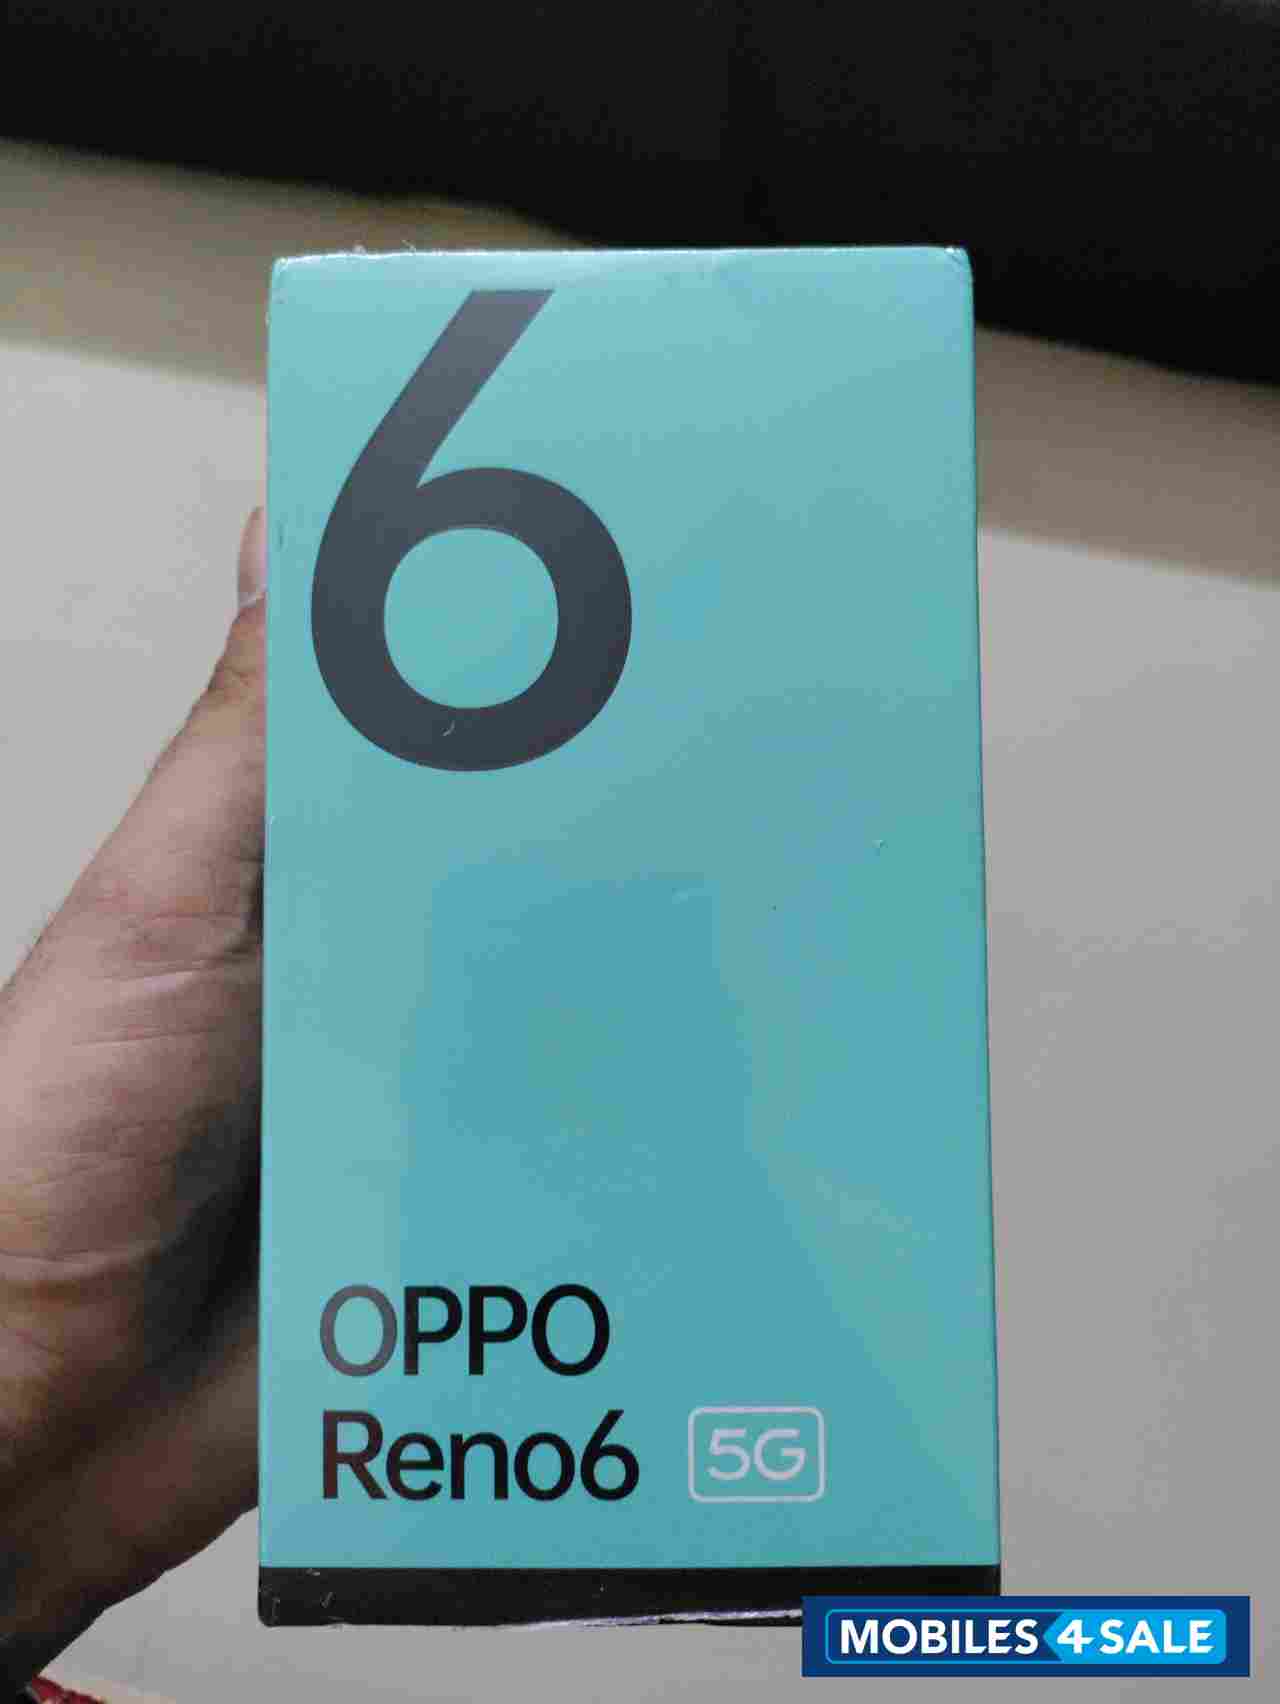 6
OPPO
Reno6 5G
MOBILES 4 SALE